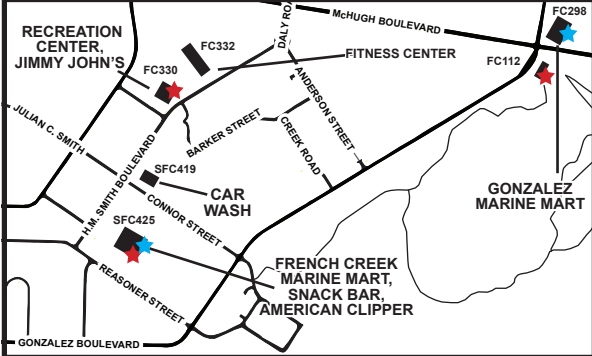 McHUGH BOULEVARD
FC298
DALY ROAD
RECREATION
CENTER,
JIMMY JOHN'S
FC332
FITNESS CENTER
FC330
FC112
ANDERSON STREET
JULIAN C. SMITH
BARKER STREET
CREEK ROAD
H.M. SMITH BOULEVARD
SFC419
CAR
WASH
GONZALEZ
MARINE MART
CONNOR STREET
SFC425
FRENCH CREEK
MARINE MART,
SNACK BAR,
AMERICAN CLIPPER
REASONER STREET
GONZALEZ BOULEVARD